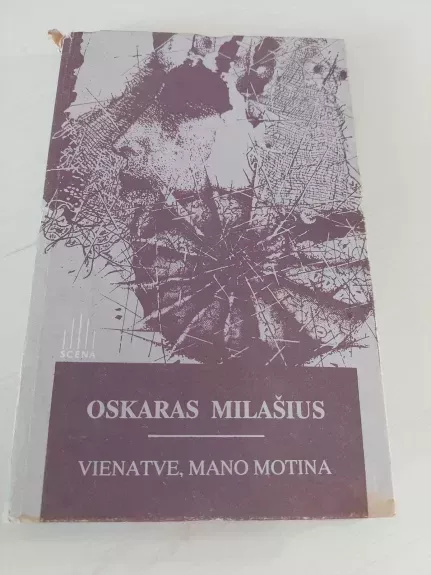 SCENA
OSKARAS MILAŠIUS
VIENATVE, MANO MOTINA